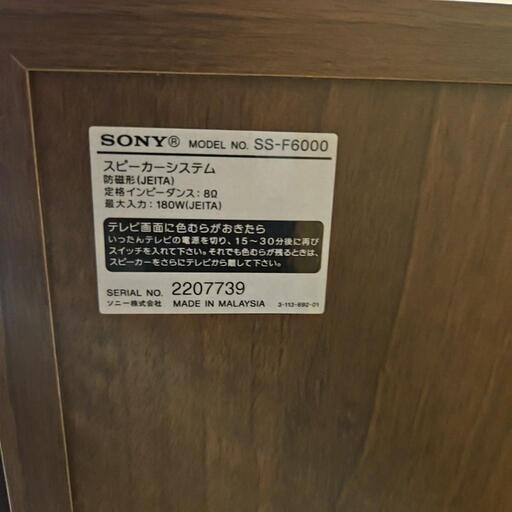 SONY® MODEL NO. SS-F6000
スピーカーシステム
防磁形(JEITA)
定格インピーダンス: 8Ω
最大入力: 180W(JEITA)
テレビ画面に色むらがおきたら
いったんテレビの電源を切り、15～30分後に再び
スイッチを入れて下さい。それでも色むらが残るときは、
スピーカーをさらにテレビから離して下さい。
SERIAL NO. 2207739
ソニー株式会社 MADE IN MALAYSIA 3-113-692-01